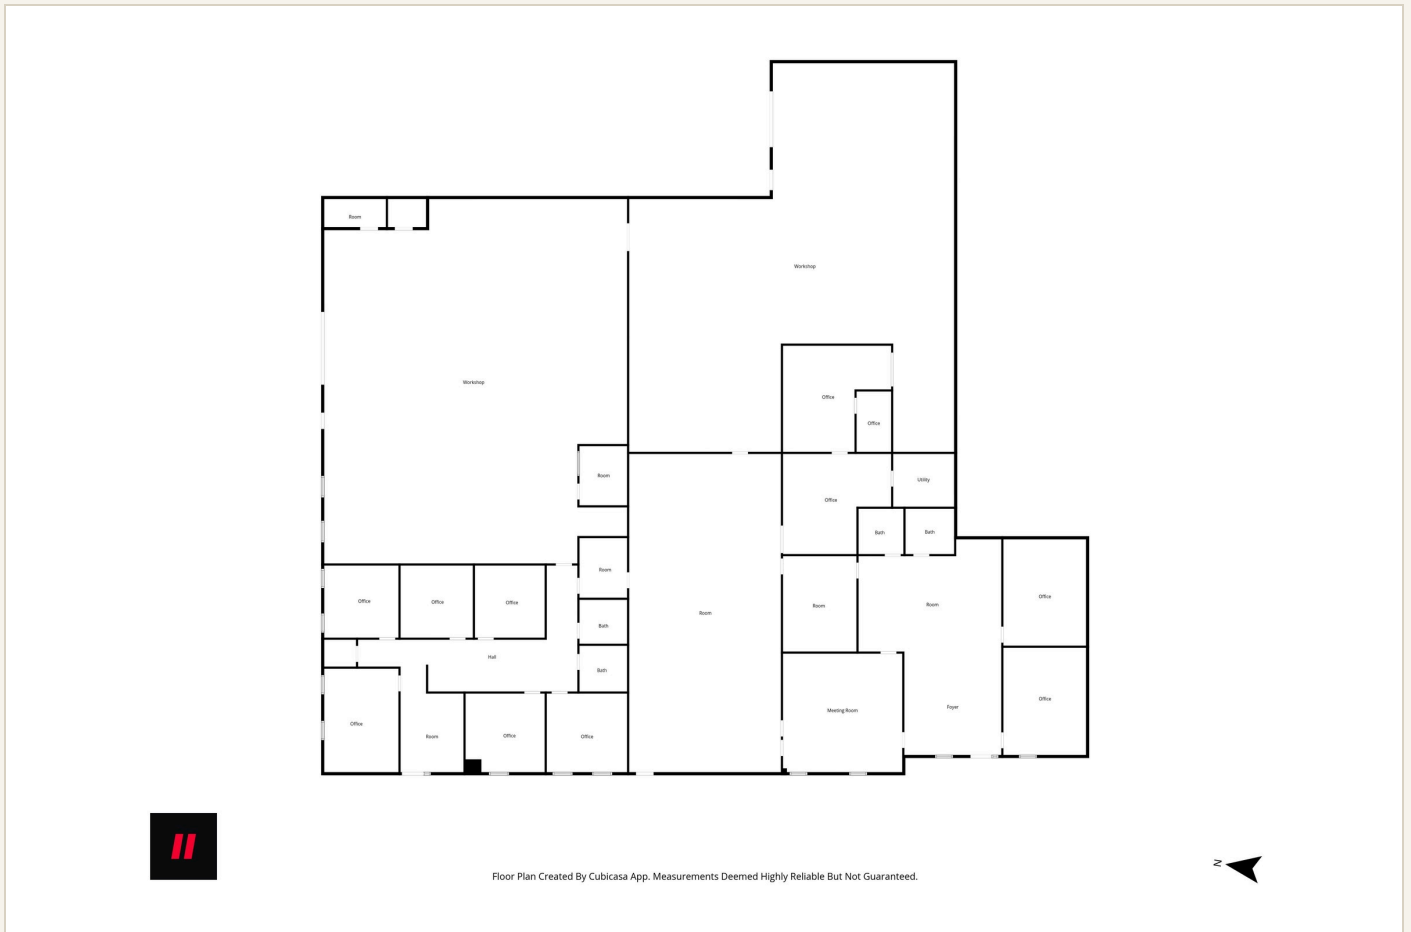 Room
Workshop
Workshop
Office
Office
Room
Utility
Office
Bath
Bath
Room
Office
Office
Office
Office
Room
Room
Room
Bath
Hall
Bath
Office
Meeting Room
Foyer
Office
Office
Room
Office
Office
N
Floor Plan Created By Cubicasa App. Measurements Deemed Highly Reliable But Not Guaranteed.